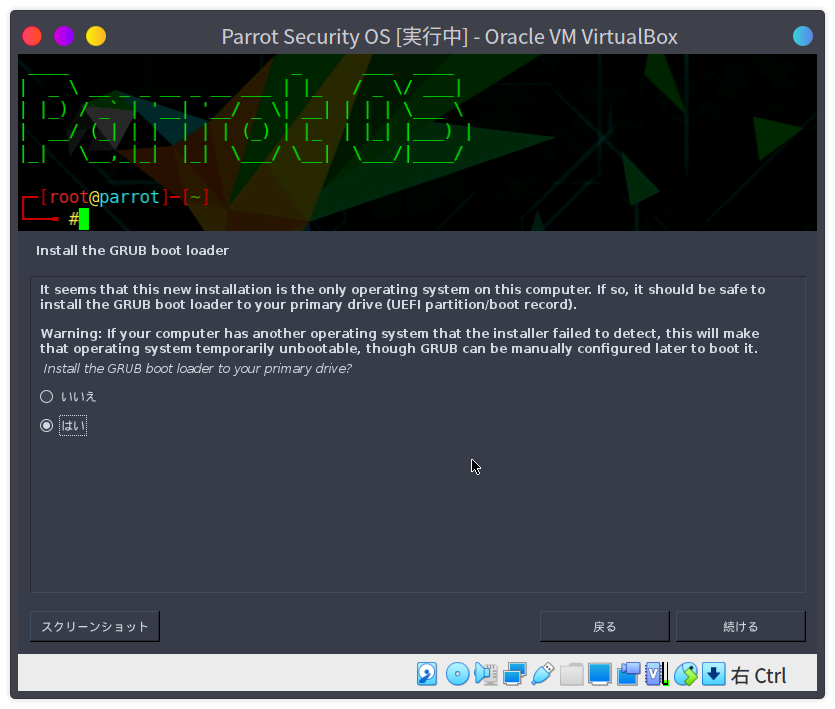 Parrot Security OS [実行中] - Oracle VM VirtualBox
Parrot OS
[root@parrot]─[~]
#
Install the GRUB boot loader
It seems that this new installation is the only operating system on this computer. If so, it should be safe to
install the GRUB boot loader to your primary drive (UEFI partition/boot record).
Warning: If your computer has another operating system that the installer failed to detect, this will make
that operating system temporarily unbootable, though GRUB can be manually configured later to boot it.
Install the GRUB boot loader to your primary drive?
いいえ
はい
スクリーンショット 戻る 続ける
右 Ctrl